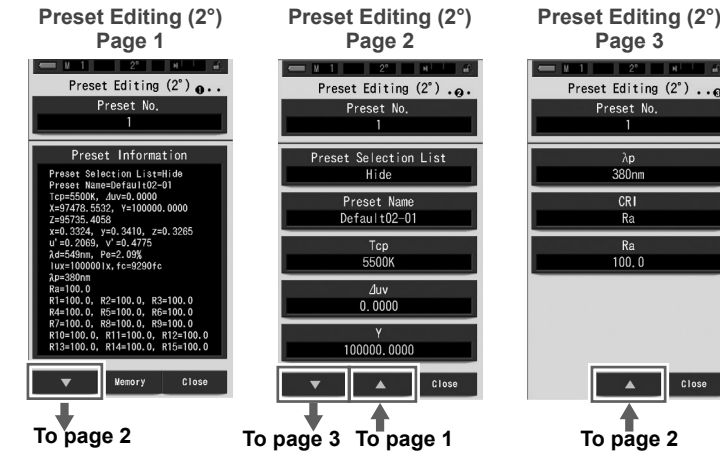 Preset Editing (2°)
Page 1
M 1 2°
Preset Editing (2°) ❶..
Preset No.
1
Preset Information
Preset Selection List=Hide
Preset Name=Default02-01
Tcp=5500K, ⊿uv=0.0000
X=97478.5532, Y=100000.0000
Z=95735.4058
x=0.3324, y=0.3410, z=0.3265
u'=0.2069, v'=0.4775
λd=549nm, Pe=2.09%
lux=100000lx,fc=9290fc
λp=380nm
Ra=100.0
R1=100.0, R2=100.0, R3=100.0
R4=100.0, R5=100.0, R6=100.0
R7=100.0, R8=100.0, R9=100.0
R10=100.0, R11=100.0, R12=100.0
R13=100.0, R14=100.0, R15=100.0
▼ Memory Close
To page 2
Preset Editing (2°)
Page 2
M 1 2°
Preset Editing (2°) .❷.
Preset No.
1
Preset Selection List
Hide
Preset Name
Default02-01
Tcp
5500K
⊿uv
0.0000
Y
100000.0000
▼ ▲ Close
To page 3 To page 1
Preset Editing (2°)
Page 3
M 1 2°
Preset Editing (2°) ..❸
Preset No.
1
λp
380nm
CRI
Ra
Ra
100.0
▲ Close
To page 2